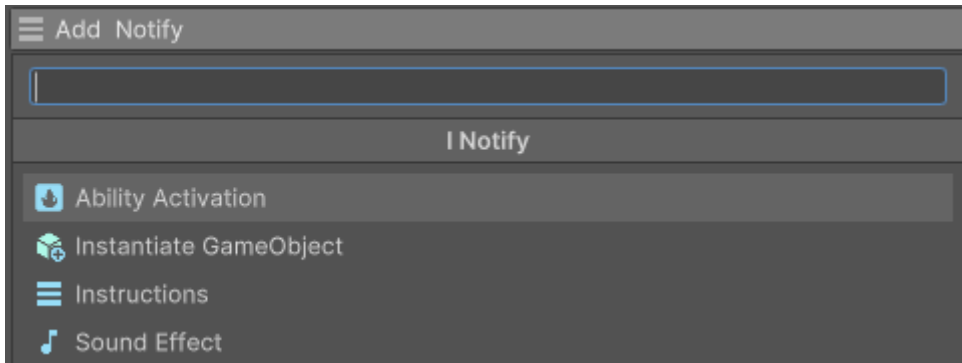 Add Notify
I Notify
Ability Activation
Instantiate GameObject
Instructions
Sound Effect